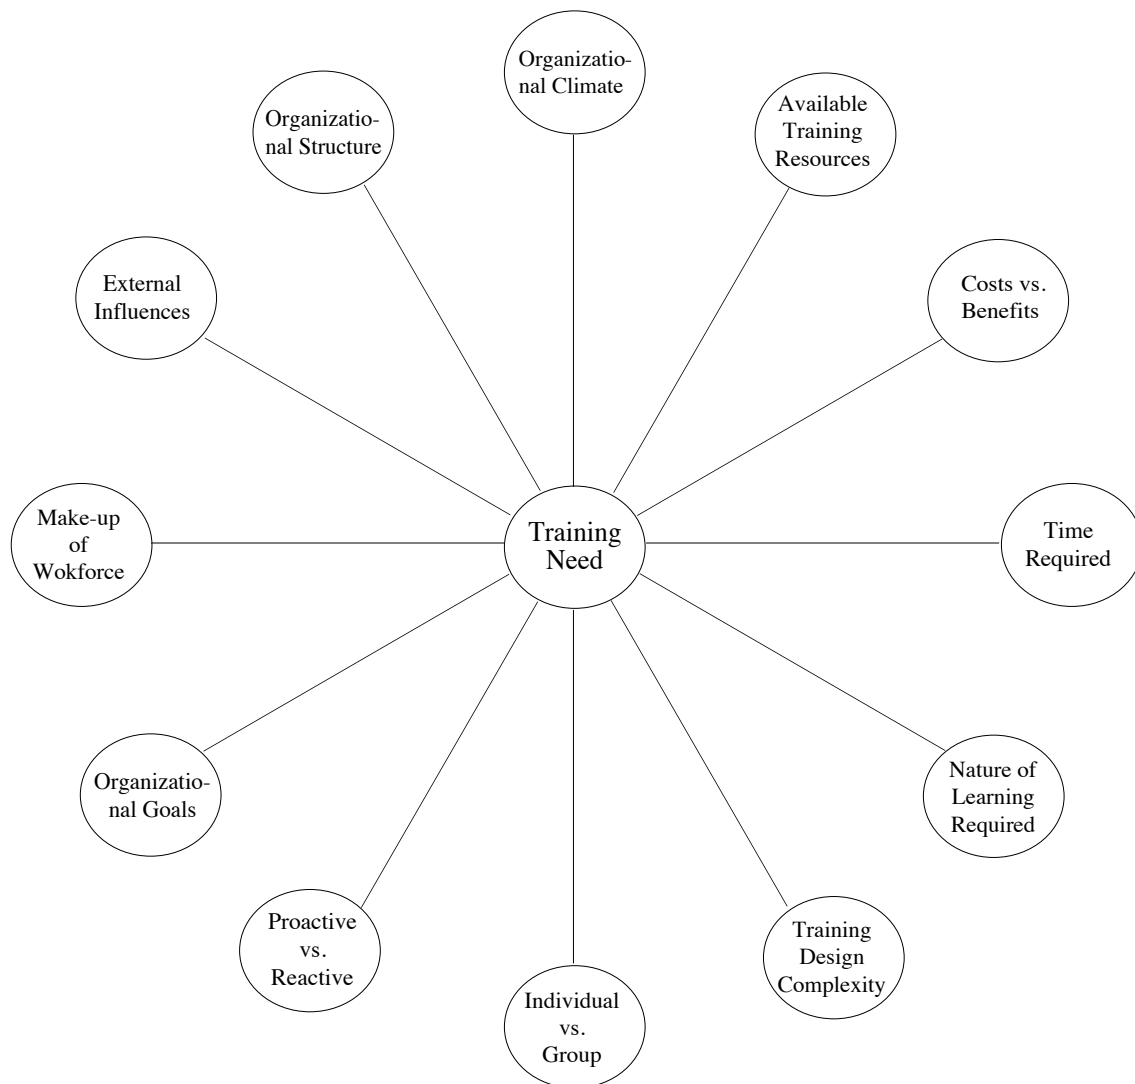 Organizatio-
nal Climate
Available
Training
Resources
Costs vs.
Benefits
Time
Required
Nature of
Learning
Required
Training
Design
Complexity
Individual
vs.
Group
Proactive
vs.
Reactive
Organizatio-
nal Goals
Make-up
of
Wokforce
External
Influences
Organizatio-
nal Structure
Training
Need